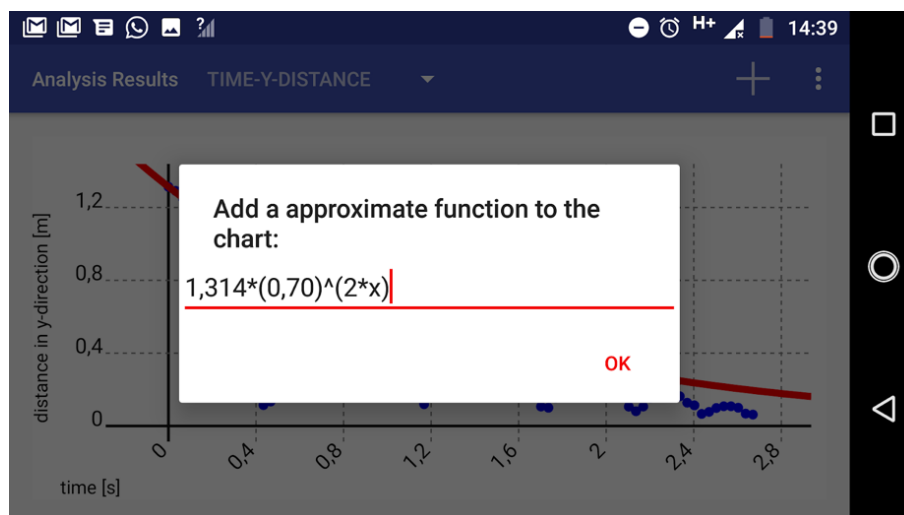 H+ 14:39
Analysis Results TIME-Y-DISTANCE
Add a approximate function to the
chart:
1,314*(0,70)^(2*x)
OK
distance in y-direction [m]
1,2
0,8
0,4
0
0 0,4 0,8 1,2 1,6 2 2,4 2,8
time [s]